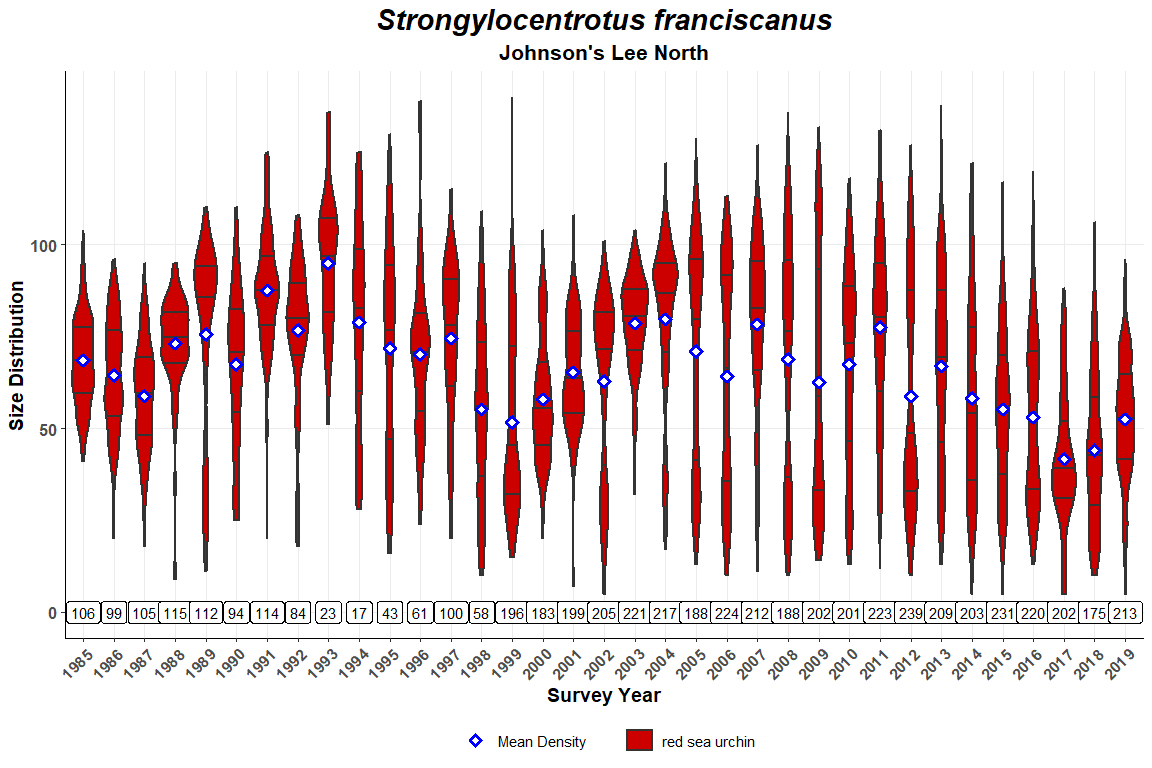 Strongylocentrotus franciscanus
Johnson's Lee North
Size Distribution
100
50
0
106 99 105 115 112 94 114 84 23 17 43 61 100 58 196 183 199 205 221 217 188 224 212 188 202 201 223 239 209 203 231 220 202 175 213
1985 1986 1987 1988 1989 1990 1991 1992 1993 1994 1995 1996 1997 1998 1999 2000 2001 2002 2003 2004 2005 2006 2007 2008 2009 2010 2011 2012 2013 2014 2015 2016 2017 2018 2019
Survey Year
Mean Density red sea urchin